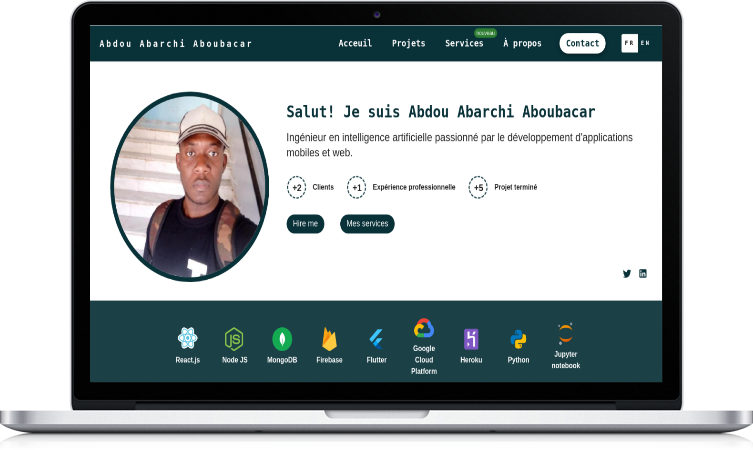 nouveau
Abdou Abarchi Aboubacar Acceuil Projets Services À propos Contact FR EN
Salut! Je suis Abdou Abarchi Aboubacar
Ingénieur en intelligence artificielle passionné par le développement d'applications
mobiles et web.
+2 Clients +1 Expérience professionnelle +5 Projet terminé
Hire me Mes services
React.js
Node JS
MongoDB
Firebase
Flutter
Google
Cloud
Platform
Heroku
Python
Jupyter
notebook